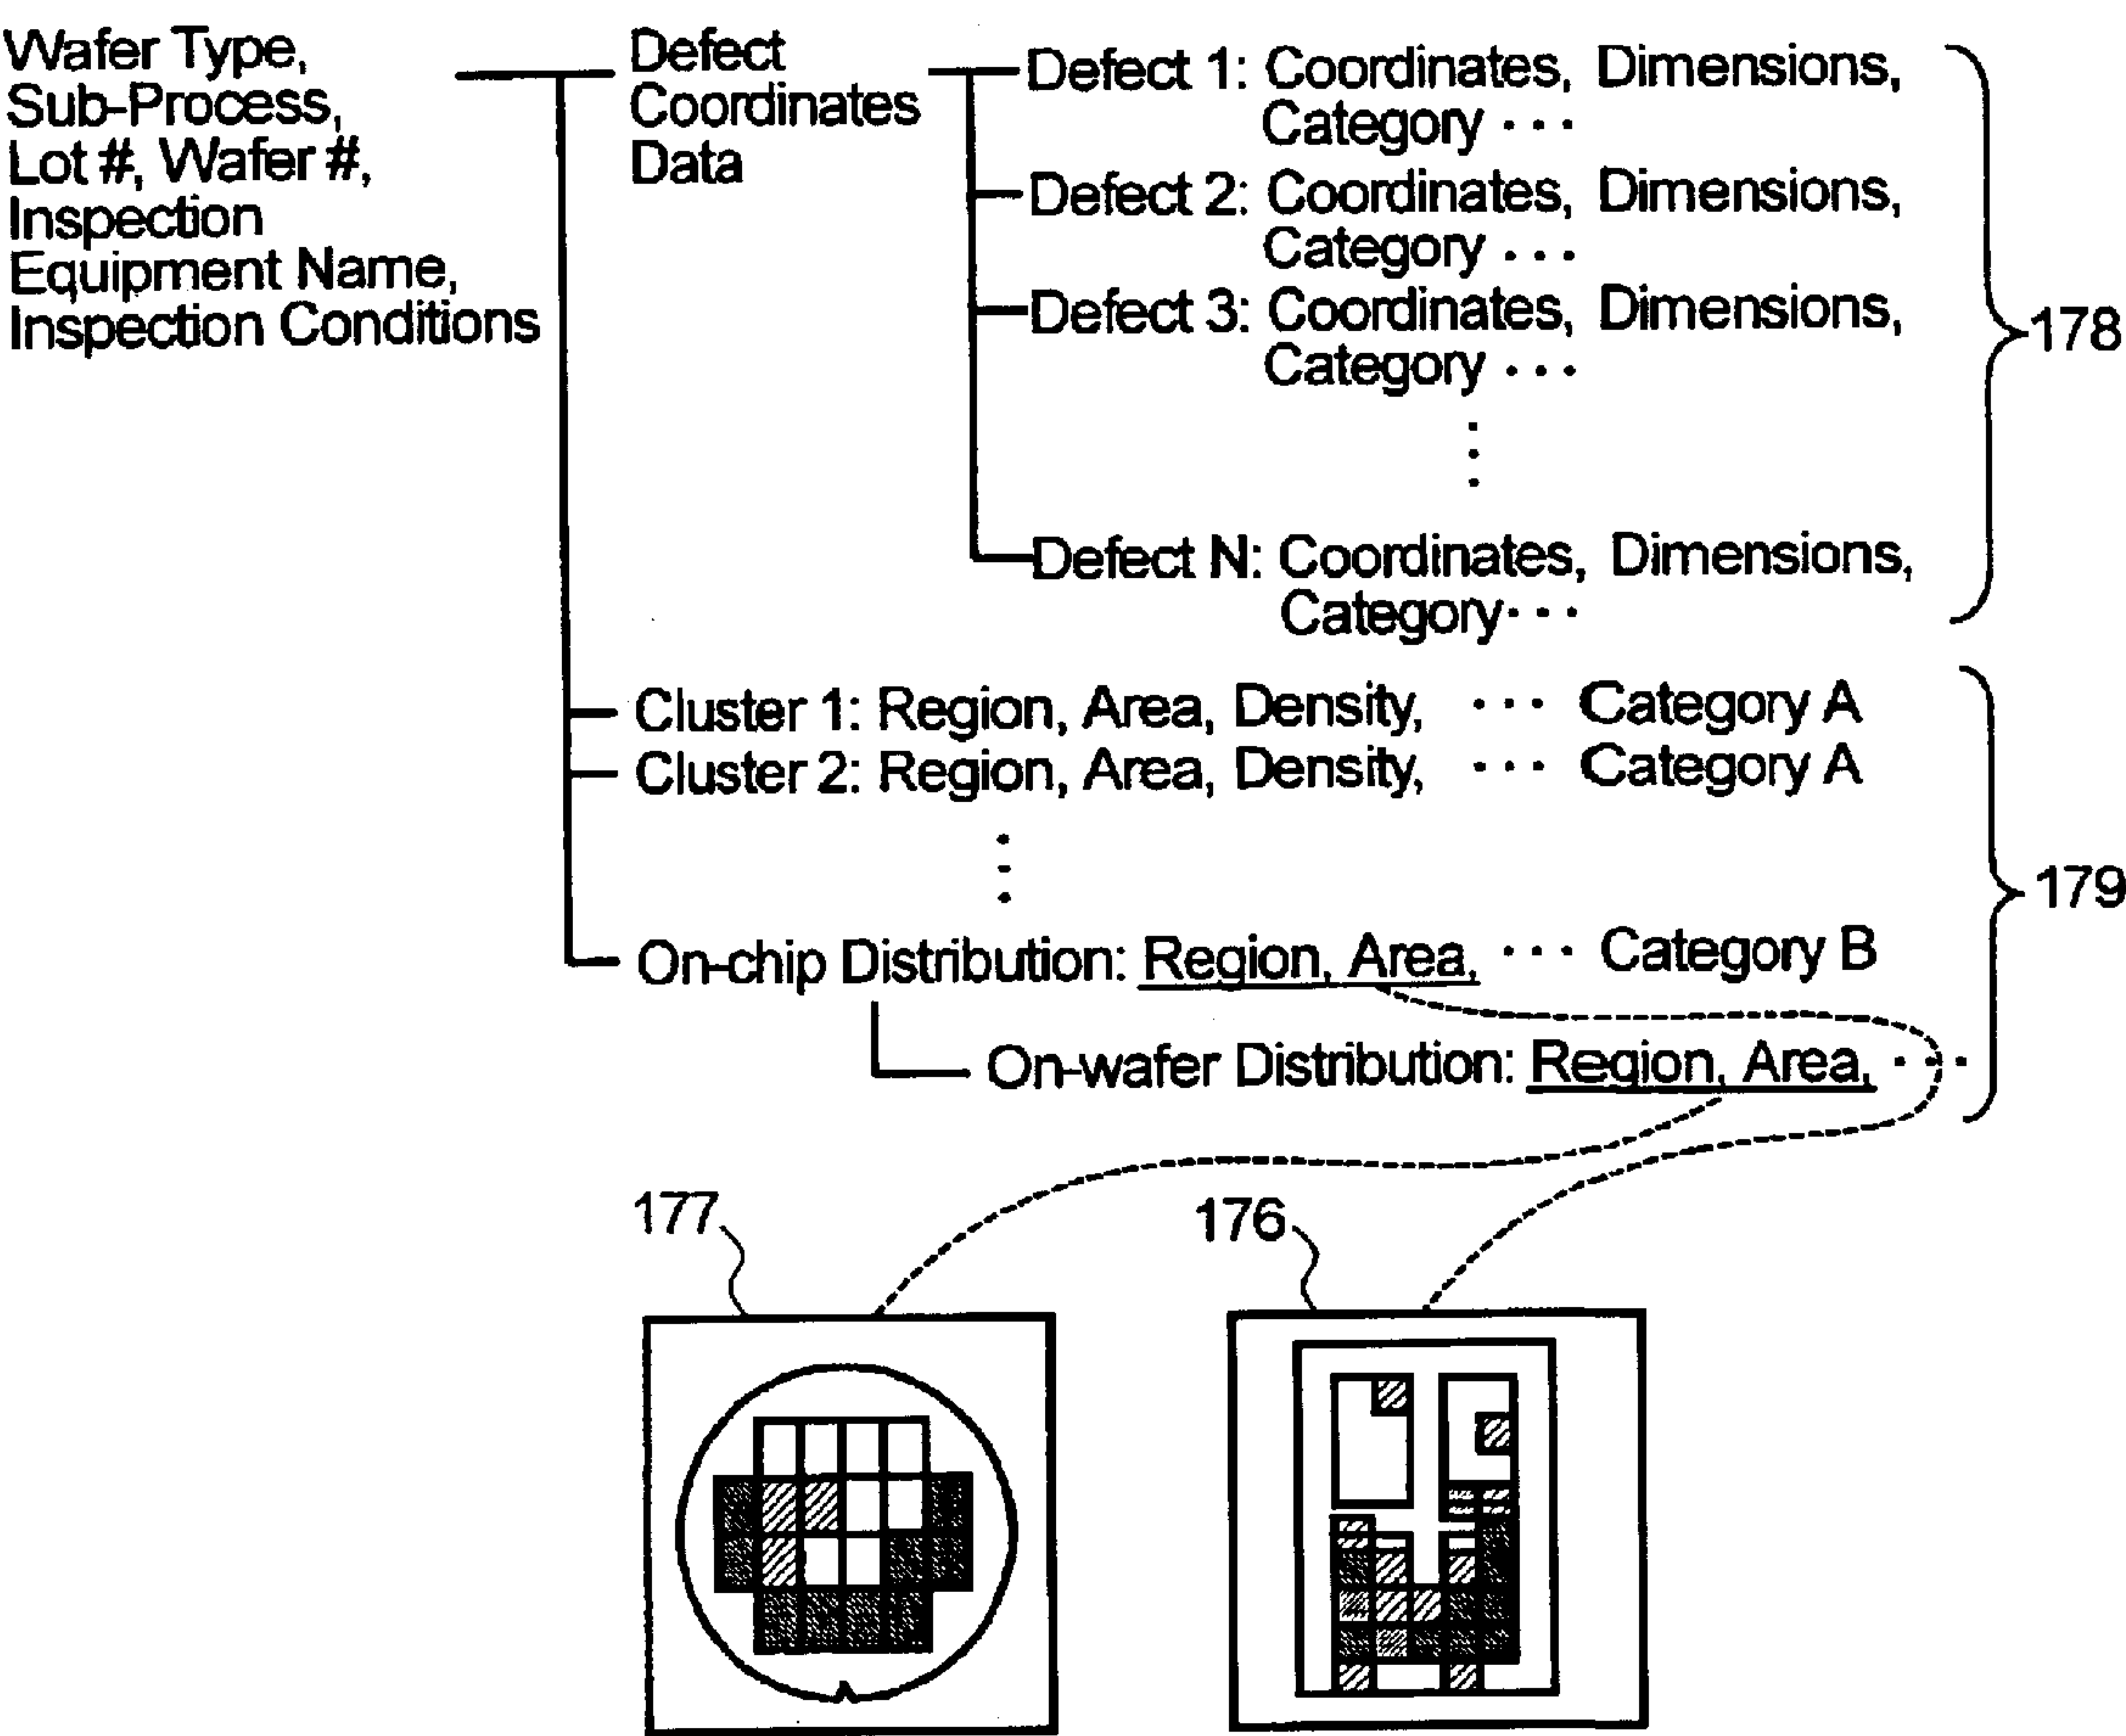 Wafer Type,
Sub-Process,
Lot #, Wafer #,
Inspection
Equipment Name,
Inspection Conditions
Defect
Coordinates
Data
Defect 1: Coordinates, Dimensions,
Category ···
Defect 2: Coordinates, Dimensions,
Category ···
Defect 3: Coordinates, Dimensions,
Category ···
Defect N: Coordinates, Dimensions,
Category···
178
Cluster 1: Region, Area, Density, ··· Category A
Cluster 2: Region, Area, Density, ··· Category A
On-chip Distribution: Region, Area, ··· Category B
On-wafer Distribution: Region, Area, ···
179
177
176